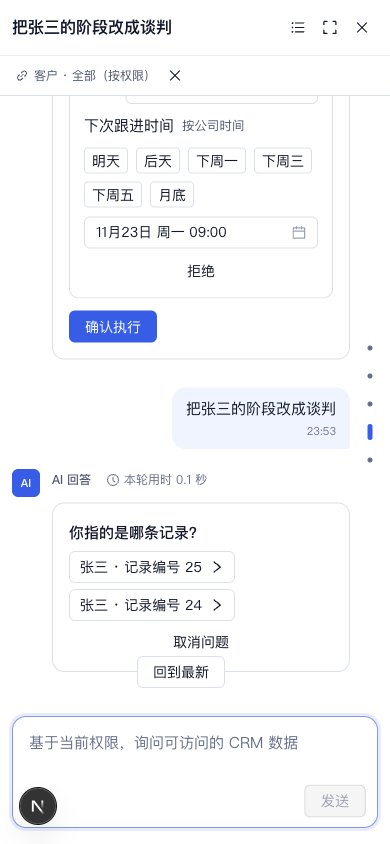 把张三的阶段改成谈判
客户 · 全部（按权限）
下次跟进时间 按公司时间
明天 后天 下周一 下周三
下周五 月底
11月23日 周一 09:00
拒绝
确认执行
把张三的阶段改成谈判
23:53
AI AI 回答 本轮用时 0.1 秒
你指的是哪条记录？
张三 · 记录编号 25
张三 · 记录编号 24
取消问题
回到最新
基于当前权限，询问可访问的 CRM 数据
N 发送